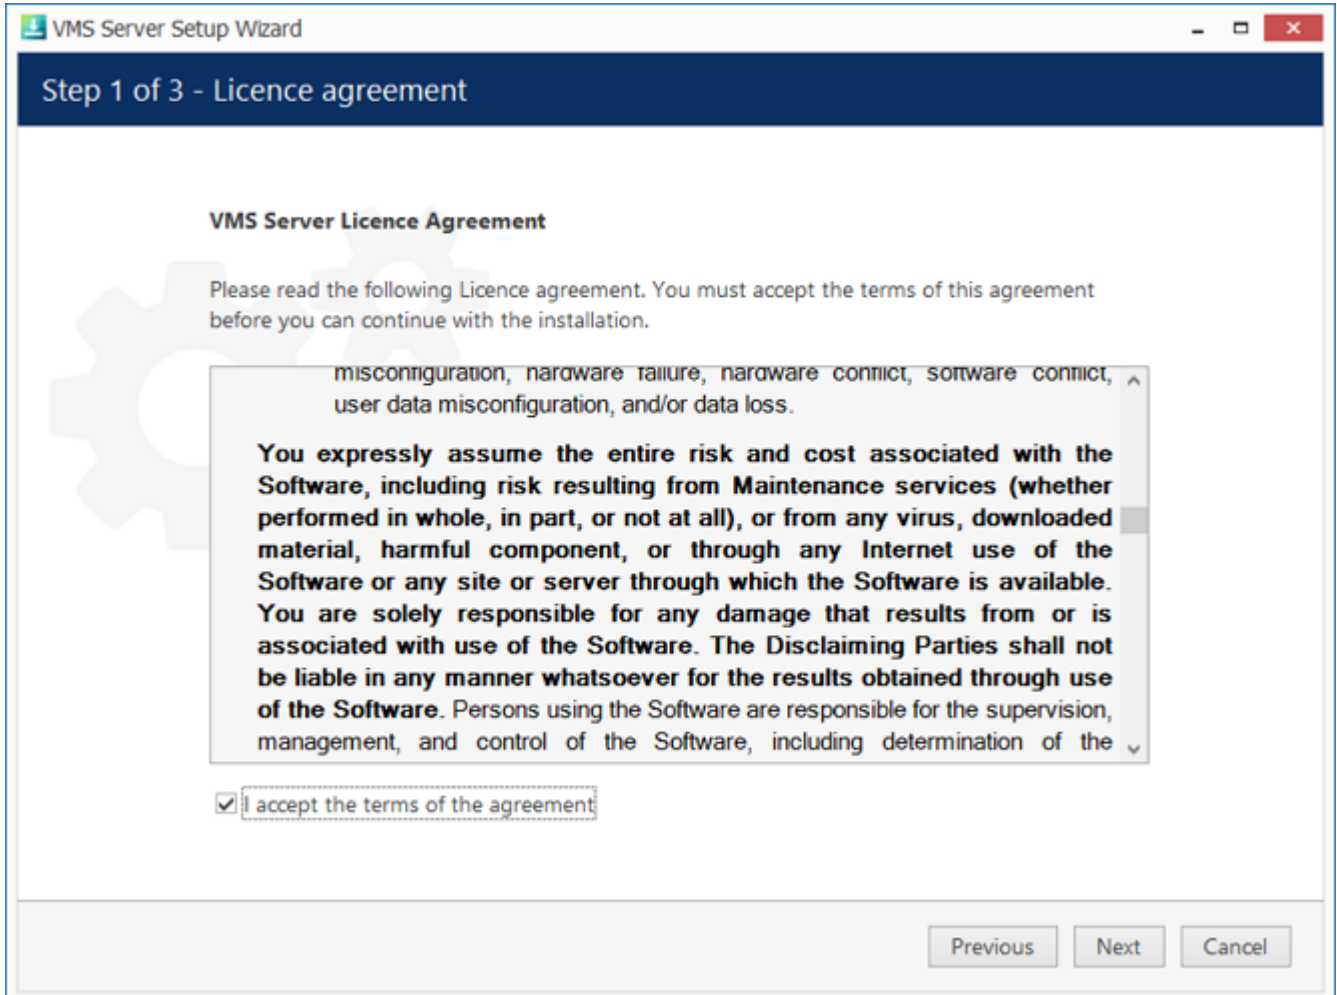 VMS Server Setup Wizard
Step 1 of 3 - Licence agreement
VMS Server Licence Agreement
Please read the following Licence agreement. You must accept the terms of this agreement
before you can continue with the installation.
misconfiguration, hardware failure, hardware conflict, software conflict,
user data misconfiguration, and/or data loss.
You expressly assume the entire risk and cost associated with the
Software, including risk resulting from Maintenance services (whether
performed in whole, in part, or not at all), or from any virus, downloaded
material, harmful component, or through any Internet use of the
Software or any site or server through which the Software is available.
You are solely responsible for any damage that results from or is
associated with use of the Software. The Disclaiming Parties shall not
be liable in any manner whatsoever for the results obtained through use
of the Software. Persons using the Software are responsible for the supervision,
management, and control of the Software, including determination of the
I accept the terms of the agreement
Previous Next Cancel